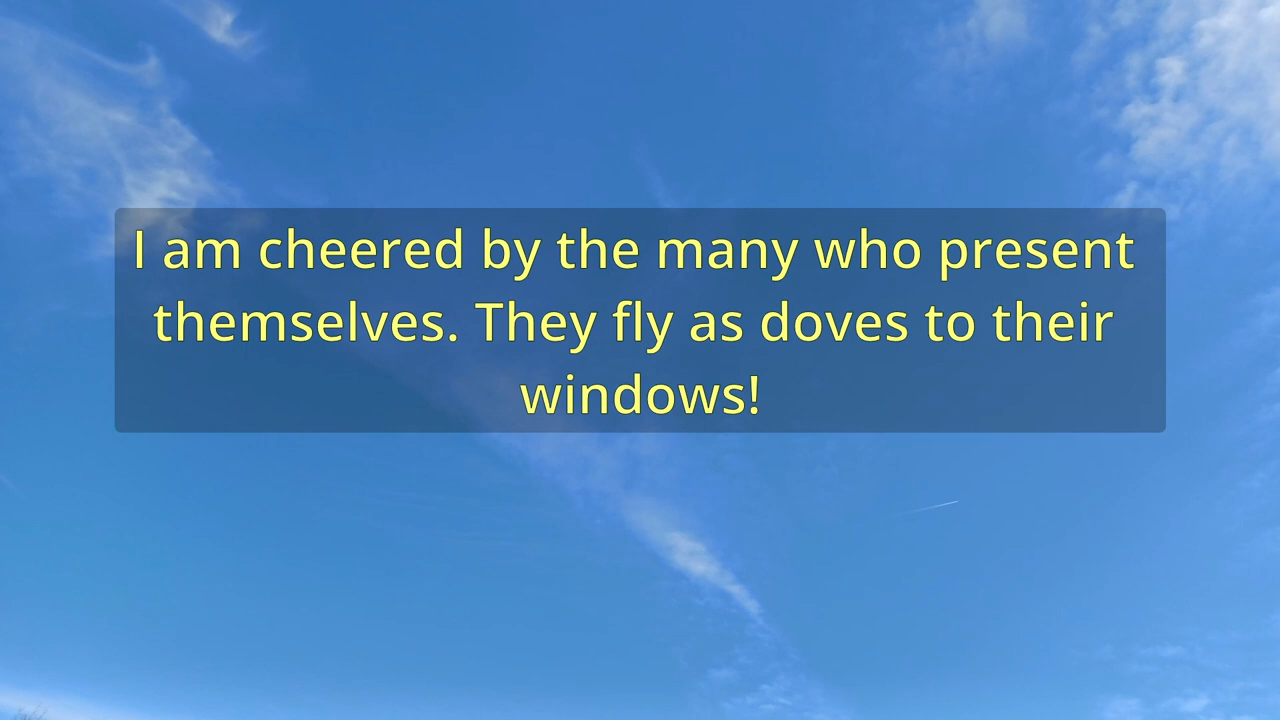 I am cheered by the many who present
themselves. They fly as doves to their
windows!